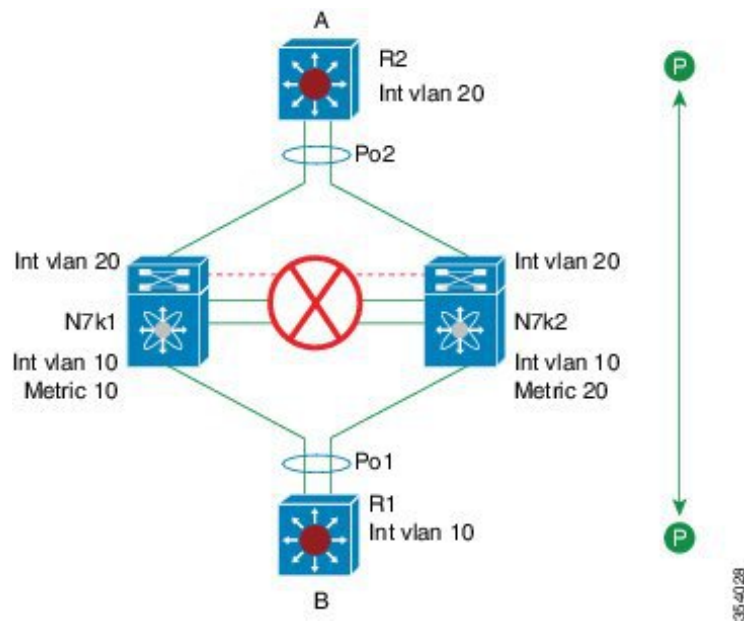 A
R2
Int vlan 20
P
Po2
Int vlan 20
Int vlan 20
N7k1
N7k2
Int vlan 10
Metric 10
Int vlan 10
Metric 20
Po1
R1
Int vlan 10
P
B
354028